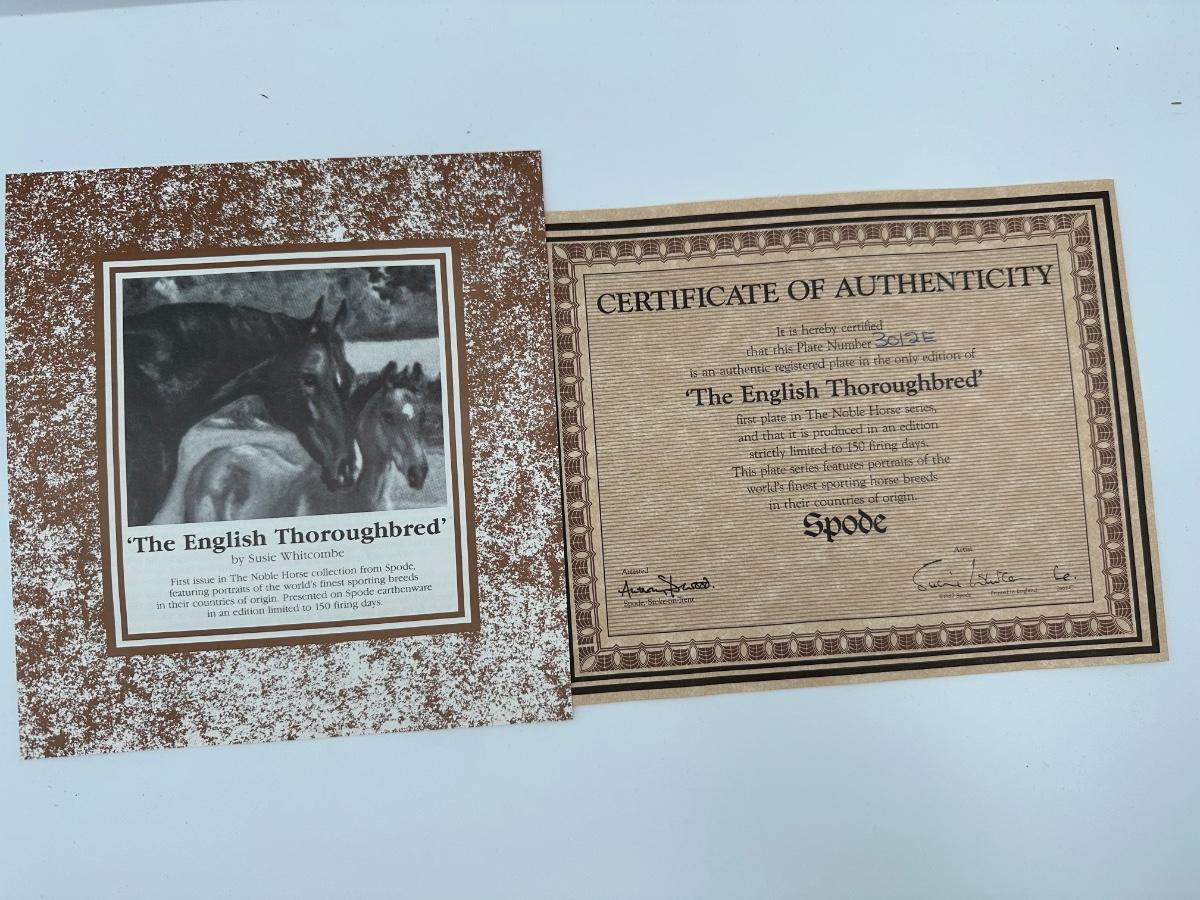 'The English Thoroughbred'
by Susie Whitcombe
First issue in The Noble Horse collection from Spode,
featuring portraits of the world's finest sporting breeds
in their countries of origin. Presented on Spode earthenware
in an edition limited to 150 firing days.
CERTIFICATE OF AUTHENTICITY
It is hereby certified
that this Plate Number 3012E
is an authentic registered plate in the only edition of
'The English Thoroughbred'
first plate in The Noble Horse series,
and that it is produced in an edition
strictly limited to 150 firing days.
This plate series features portraits of the
world's finest sporting horse breeds
in their countries of origin.
Spode
Attested
Spode, Stoke-on-Trent
Artist
©1987 Spode Printed in England